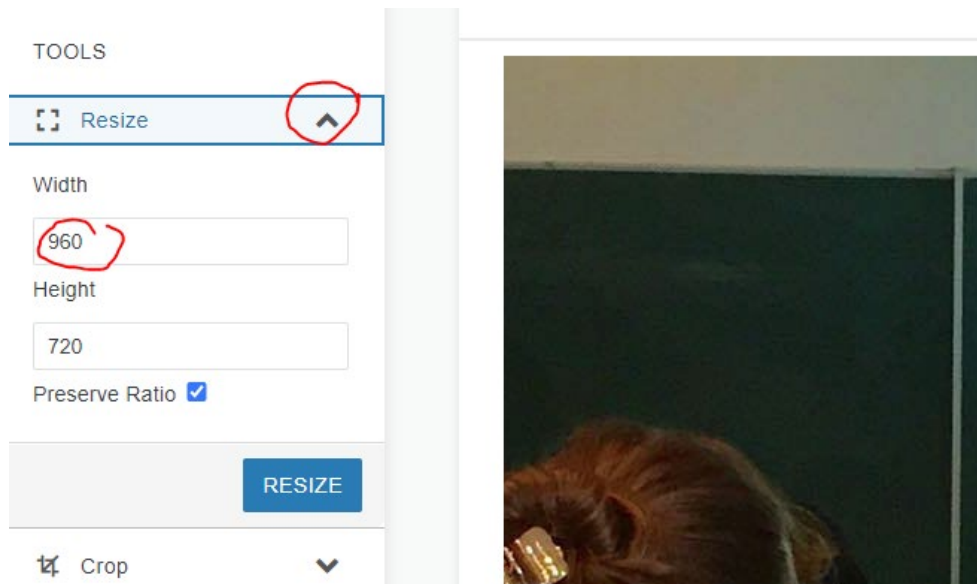 TOOLS
Resize
Width
960
Height
720
Preserve Ratio
RESIZE
Crop